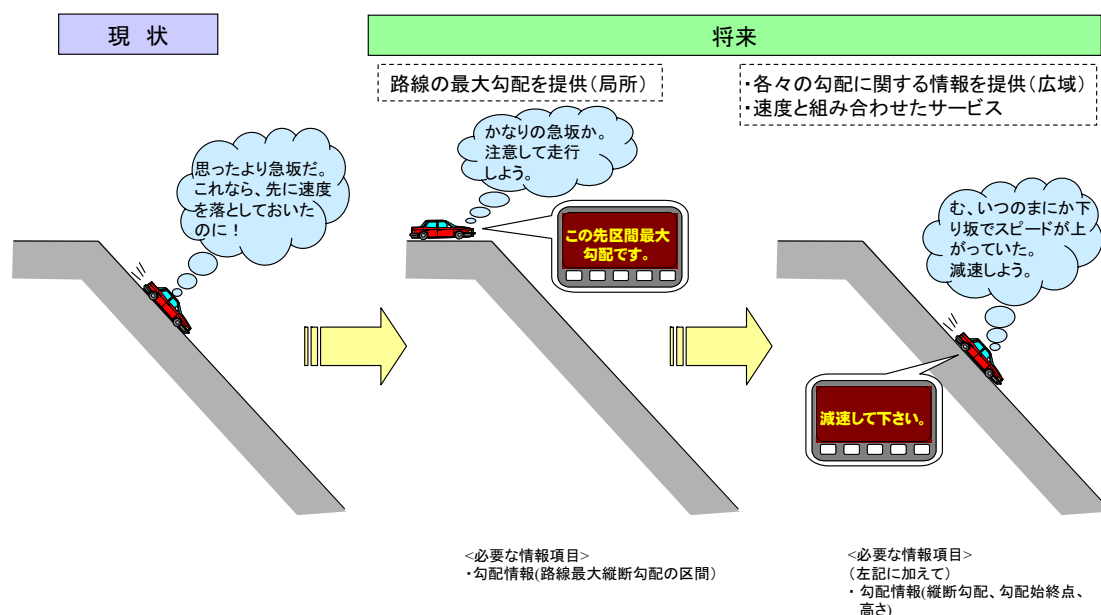 現 状
将来
路線の最大勾配を提供（局所）
・各々の勾配に関する情報を提供（広域）
・速度と組み合わせたサービス
思ったより急坂だ。
これなら、先に速度
を落としておいた
のに！
かなりの急坂か。
注意して走行
しよう。
この先区間最大
勾配です。
む、いつのまにか下
り坂でスピードが上
がっていた。
減速しよう。
減速して下さい。
<必要な情報項目>
・勾配情報(路線最大縦断勾配の区間）
<必要な情報項目>
（左記に加えて）
・ 勾配情報(縦断勾配、勾配始終点、
高さ)